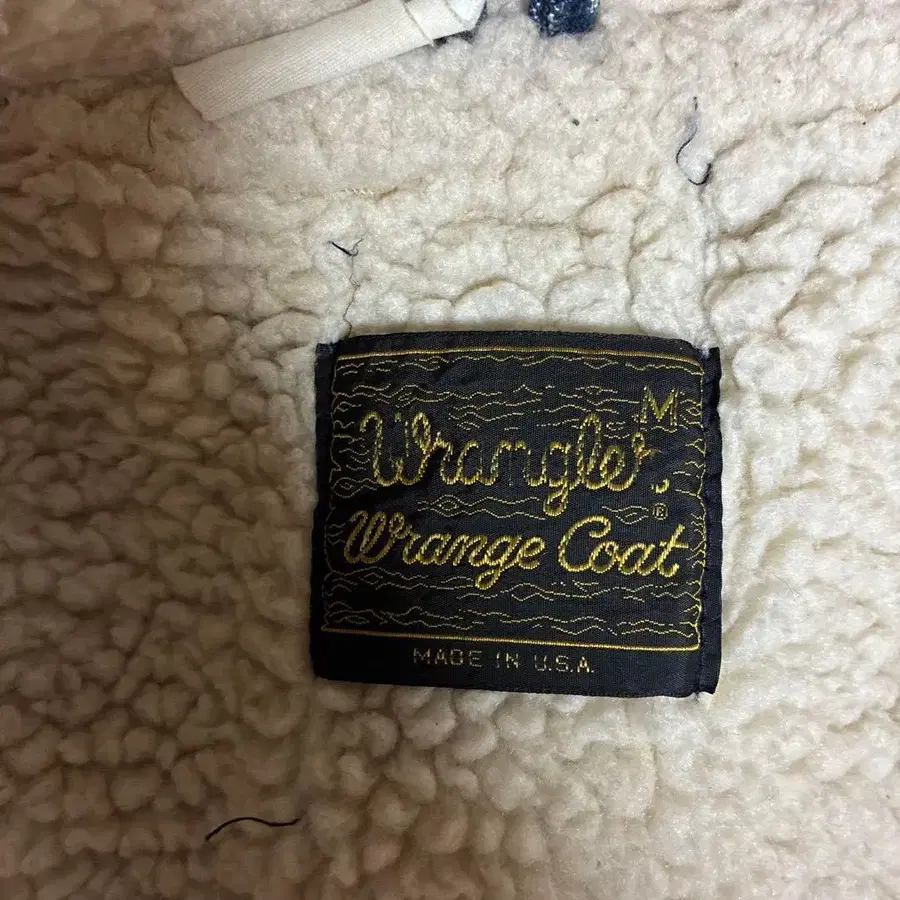 M
Wrangler
®
Wrange Coat
MADE IN U.S.A.